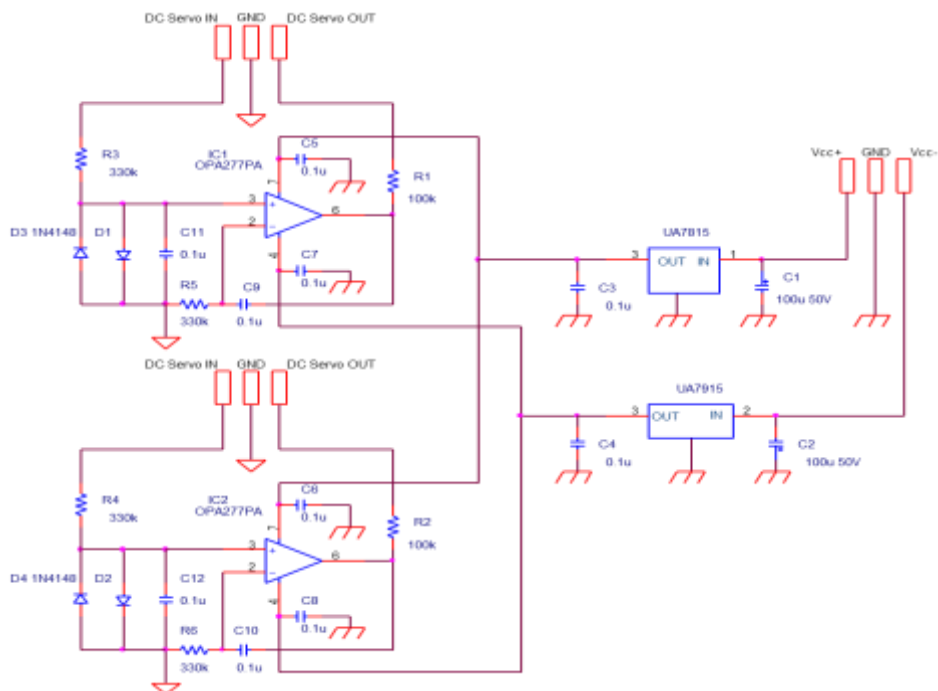 DC Servo IN GND DC Servo OUT
R3
330k
IC1
OPA277PA
C5
0.1u
R1
100k
7
3
2
6
4
D3 1N4148
D1
C11
0.1u
C7
0.1u
R5
330k
C9
0.1u
Vcc+ GND Vcc-
UA7815
3
OUT IN
1
C3
0.1u
C1
100u 50V
DC Servo IN GND DC Servo OUT
R4
330k
IC2
OPA277PA
C6
0.1u
R2
100k
7
3
2
6
4
D4 1N4148
D2
C12
0.1u
C8
0.1u
R6
330k
C10
0.1u
UA7915
3
OUT IN
2
C4
0.1u
C2
100u 50V